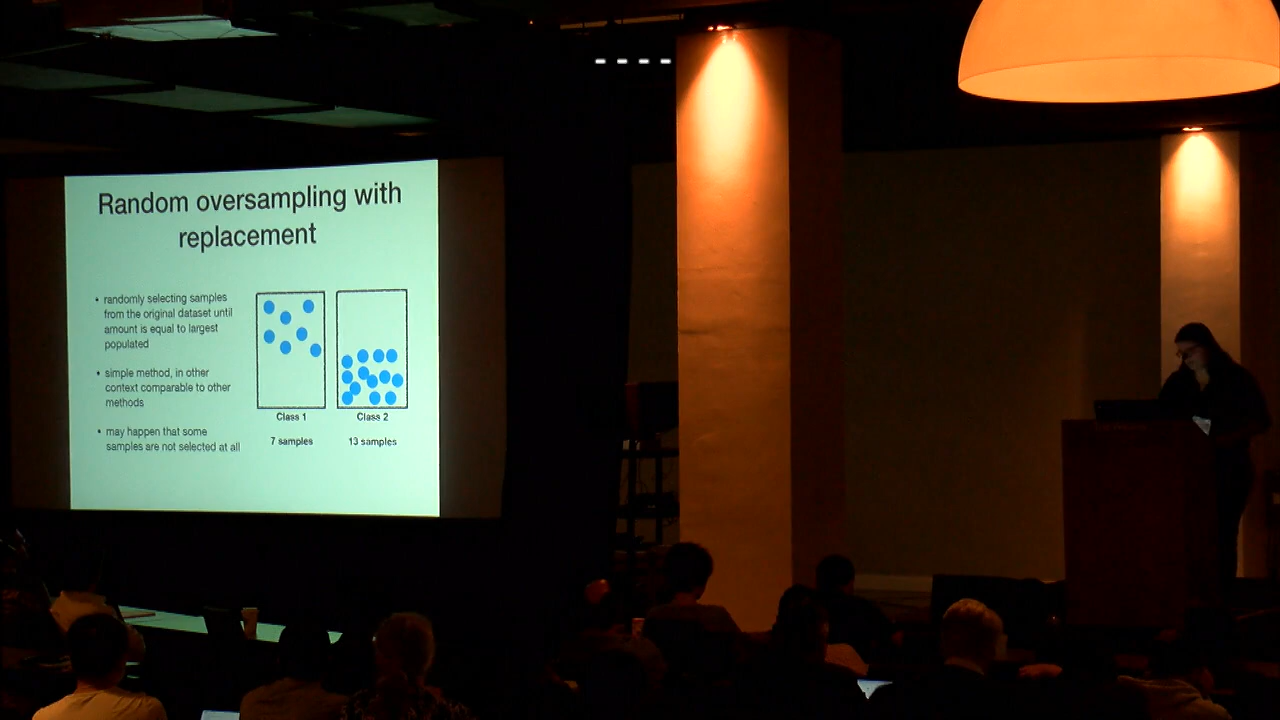 Random oversampling with
replacement
• randomly selecting samples
from the original dataset until
amount is equal to largest
populated
• simple method, in other
context comparable to other
methods
• may happen that some
samples are not selected at all
Class 1
Class 2
7 samples
13 samples